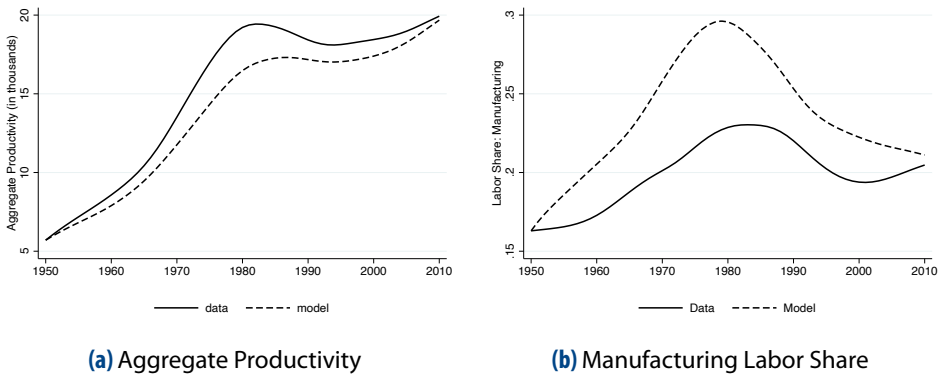 Aggregate Productivity (in thousands)
20
15
10
5
1950 1960 1970 1980 1990 2000 2010
data model
(a) Aggregate Productivity
Labor Share: Manufacturing
.3
.25
.2
.15
1950 1960 1970 1980 1990 2000 2010
Data Model
(b) Manufacturing Labor Share